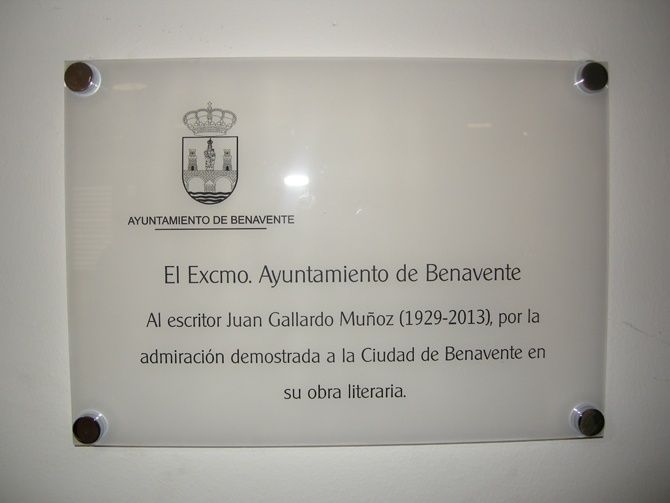 AYUNTAMIENTO DE BENAVENTE
El Excmo. Ayuntamiento de Benavente
Al escritor Juan Gallardo Muñoz (1929-2013), por la
admiración demostrada a la Ciudad de Benavente en
su obra literaria.